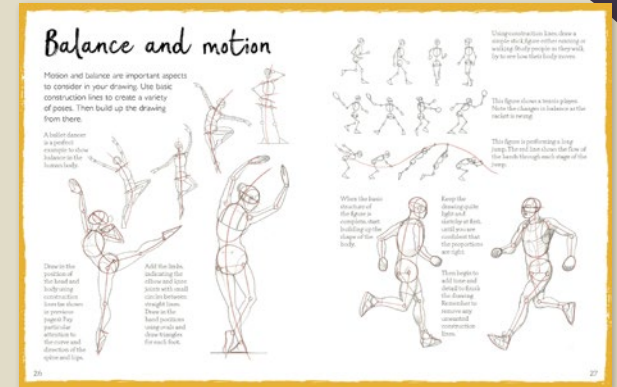 Balance and motion
Motion and balance are important aspects
to consider in your drawing. Use basic
construction lines to create a variety
of poses. Then build up the drawing
from there.
A ballet dancer
is a perfect
example to show
balance in the
human body.
Draw in the
position of
the head and
body using
construction
lines (as shown
in previous
pages). Pay
particular
attention to
the curve and
direction of the
spine and hips.
Add the limbs,
indicating the
elbow and knee
joints with small
circles between
straight lines.
Draw in the
hand positions
using ovals and
draw triangles
for each foot.
26
Using construction lines, draw a
simple stick figure either running or
walking. Study people as they walk
by to see how their body moves.
This figure shows a tennis player.
Note the changes in balance as the
racket is swung.
This figure is performing a long
jump. The red line shows the flow of
the hands through each stage of the
jump.
When the basic
structure of
the figure is
complete, start
building up the
shape of the
body.
Keep the
drawing quite
light and
sketchy at first,
until you are
confident that
the proportions
are right.
Then begin to
add tone and
detail to finish
the drawing.
Remember to
remove any
unwanted
construction
lines.
27